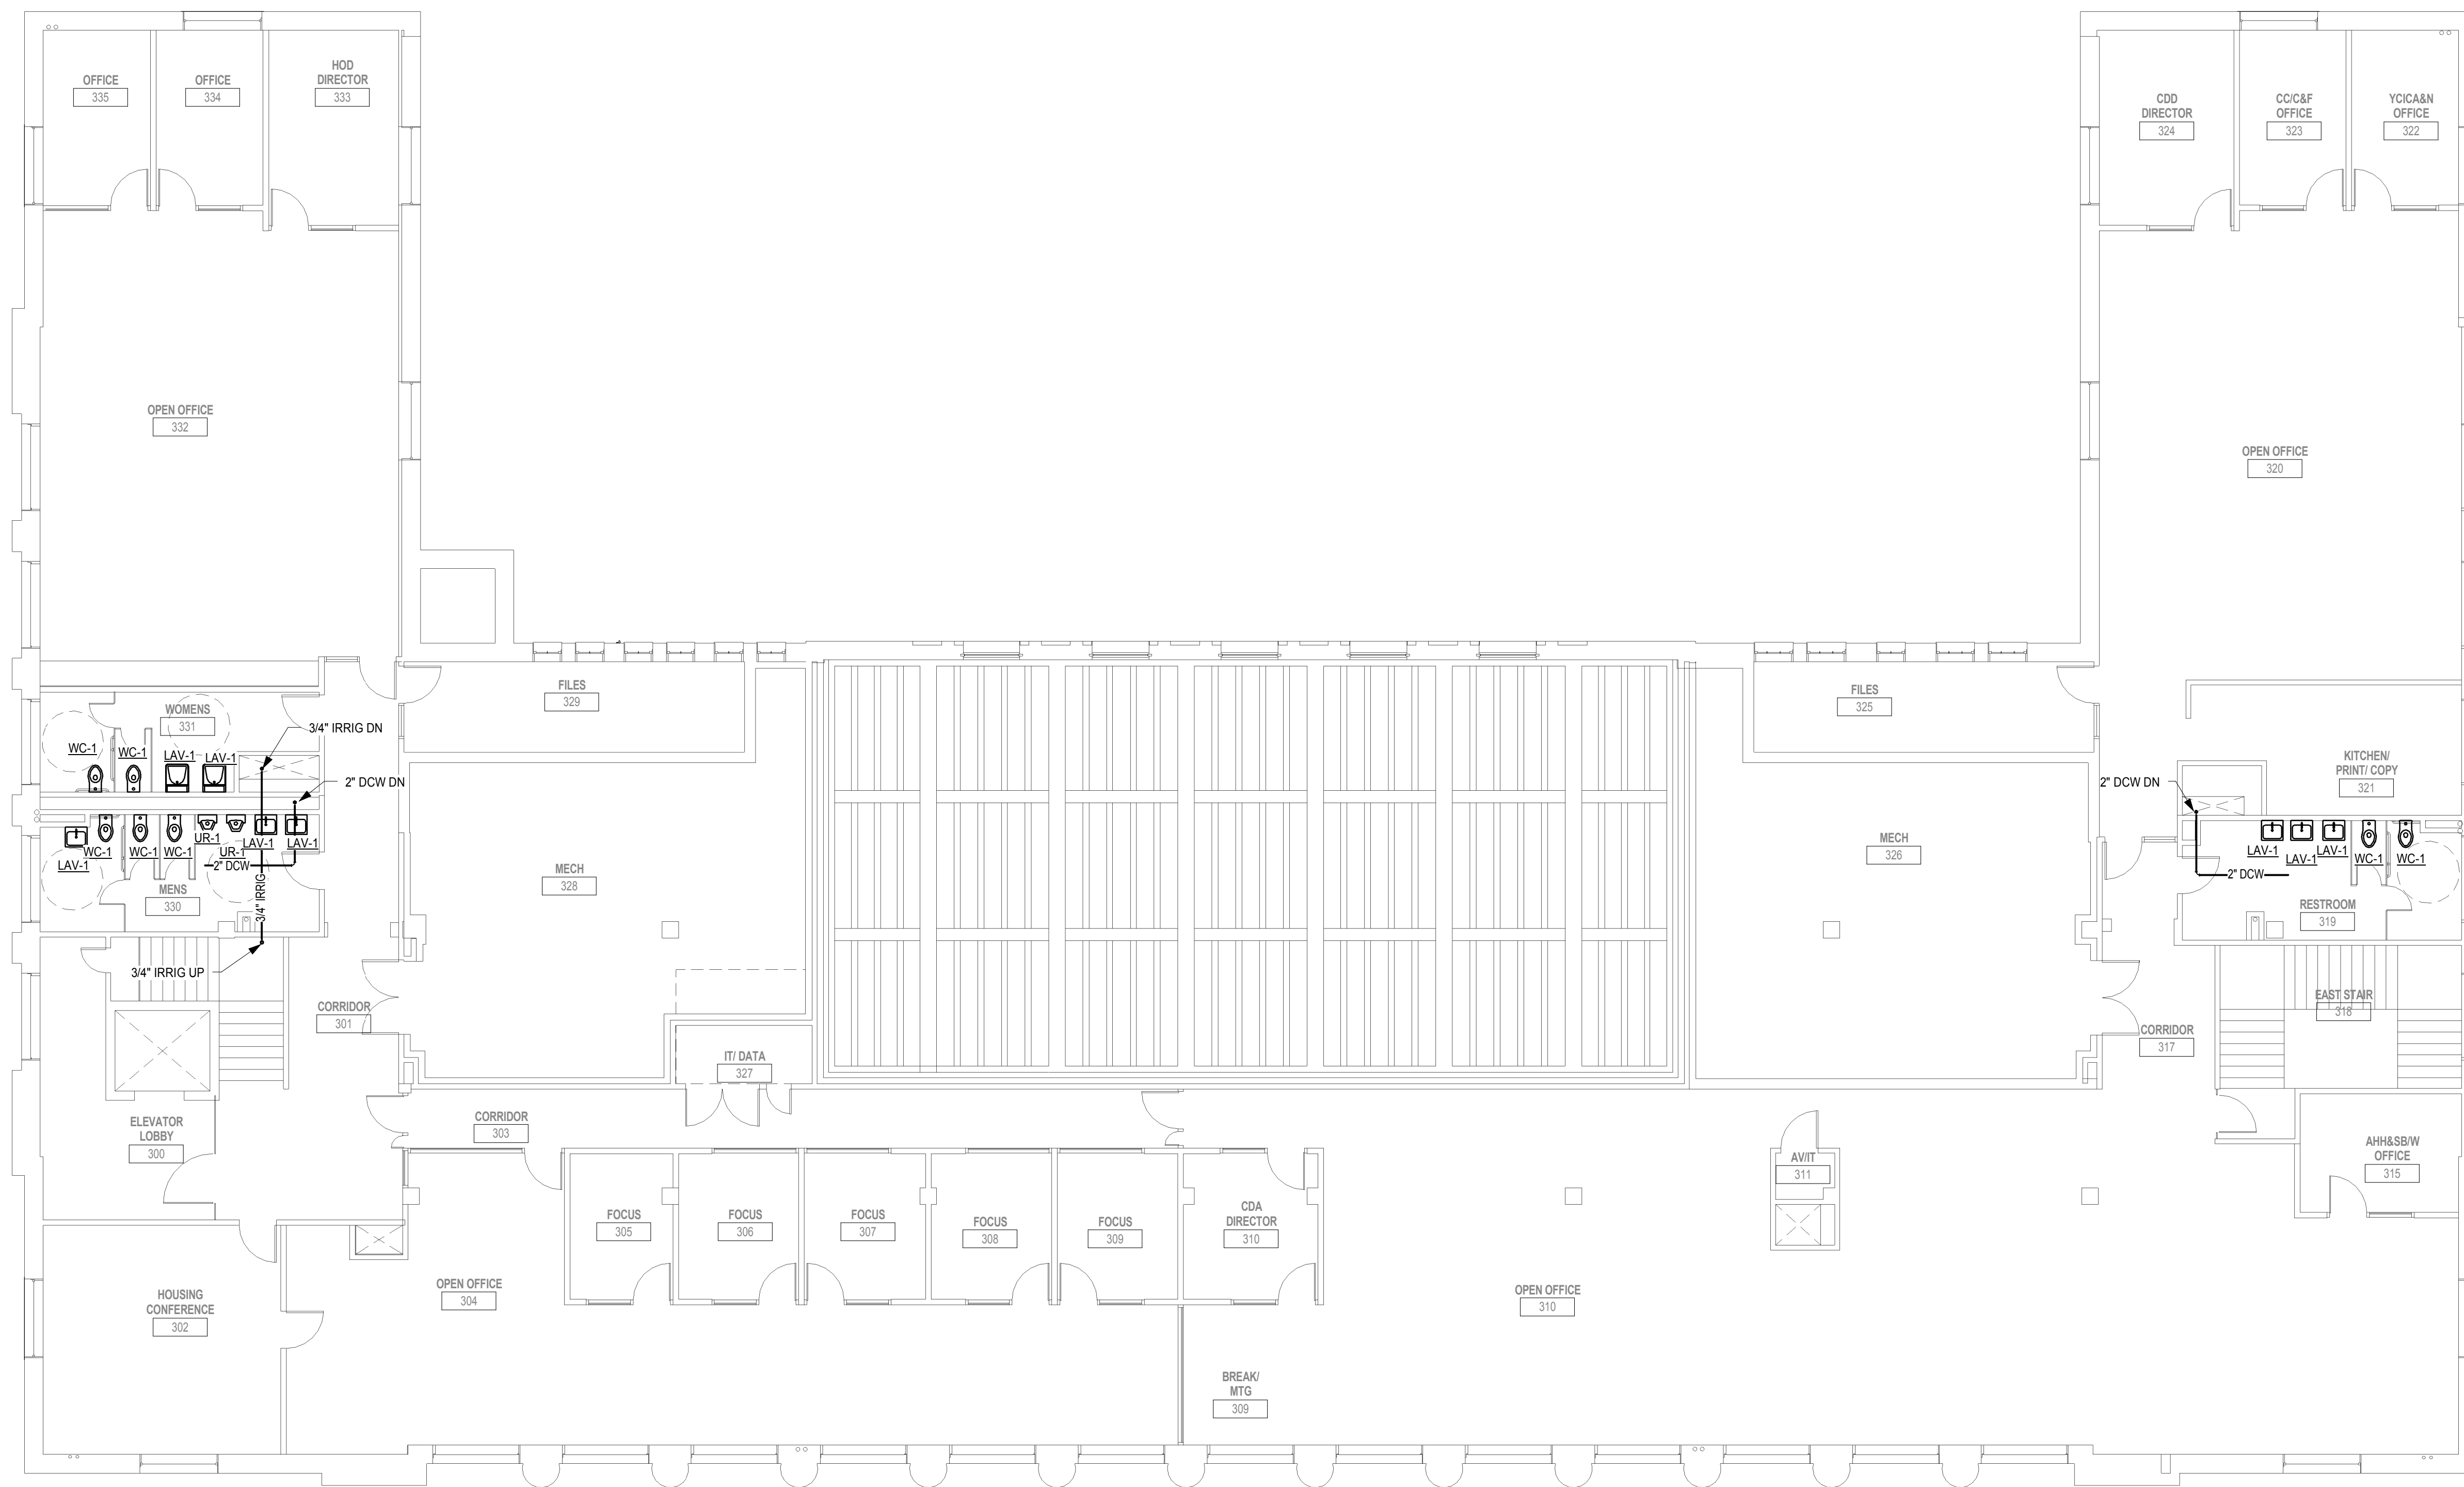 OFFICE
335
OFFICE
334
HOD
DIRECTOR
333
CDD
DIRECTOR
324
CC/C&F
OFFICE
323
YCICA&N
OFFICE
322
OPEN OFFICE
332
OPEN OFFICE
320
FILES
329
FILES
325
WOMENS
331
3/4" IRRIG DN
WC-1
WC-1
LAV-1
LAV-1
2" DCW DN
KITCHEN/
PRINT/ COPY
321
2" DCW DN
UR-1
LAV-1
LAV-1
WC-1
WC-1
WC-1
UR-1
LAV-1
2" DCW
3/4" IRRIG
MENS
330
3/4" IRRIG UP
MECH
328
MECH
326
LAV-1
LAV-1
LAV-1
WC-1
WC-1
2" DCW
RESTROOM
319
CORRIDOR
301
EAST STAIR
318
CORRIDOR
317
IT/ DATA
327
ELEVATOR
LOBBY
300
CORRIDOR
303
AV/IT
311
AHH&SB/W
OFFICE
315
FOCUS
305
FOCUS
306
FOCUS
307
FOCUS
308
FOCUS
309
CDA
DIRECTOR
310
HOUSING
CONFERENCE
302
OPEN OFFICE
304
OPEN OFFICE
310
BREAK/
MTG
309